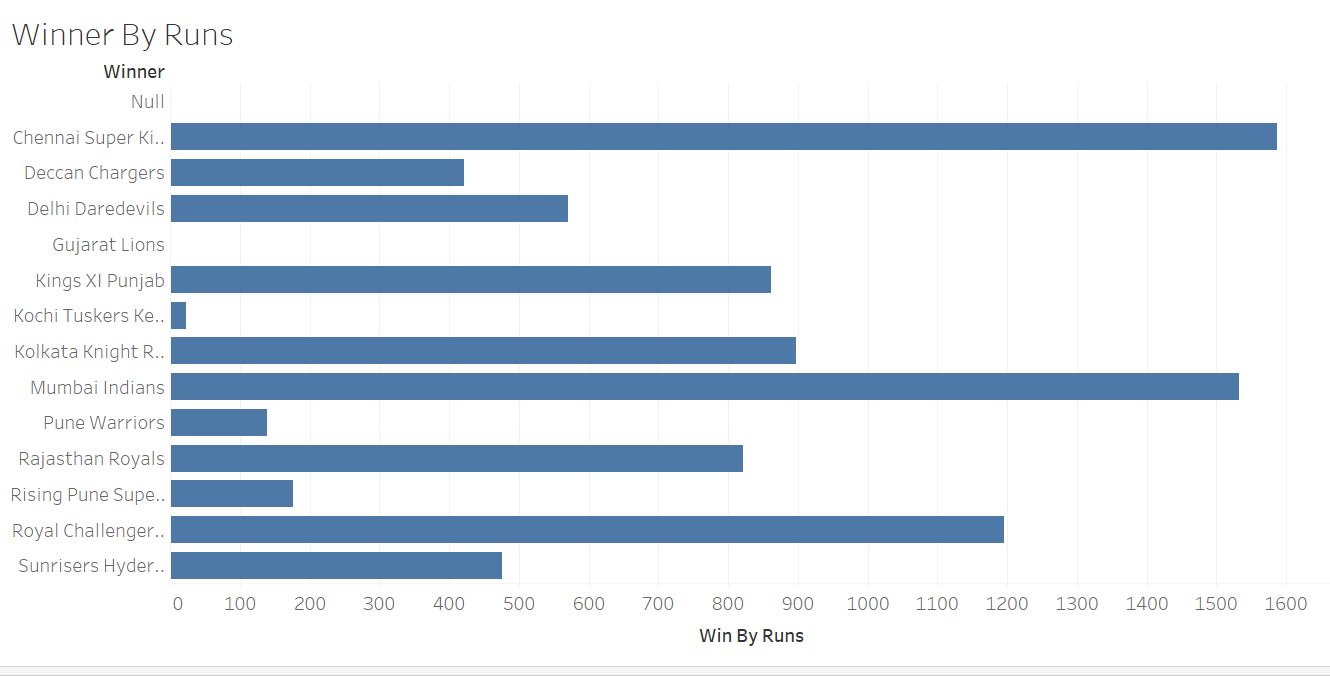 Winner By Runs
Winner
Null
Chennai Super Ki..
Deccan Chargers
Delhi Daredevils
Gujarat Lions
Kings XI Punjab
Kochi Tuskers Ke..
Kolkata Knight R..
Mumbai Indians
Pune Warriors
Rajasthan Royals
Rising Pune Supe..
Royal Challenger..
Sunrisers Hyder..
0 100 200 300 400 500 600 700 800 900 1000 1100 1200 1300 1400 1500 1600
Win By Runs